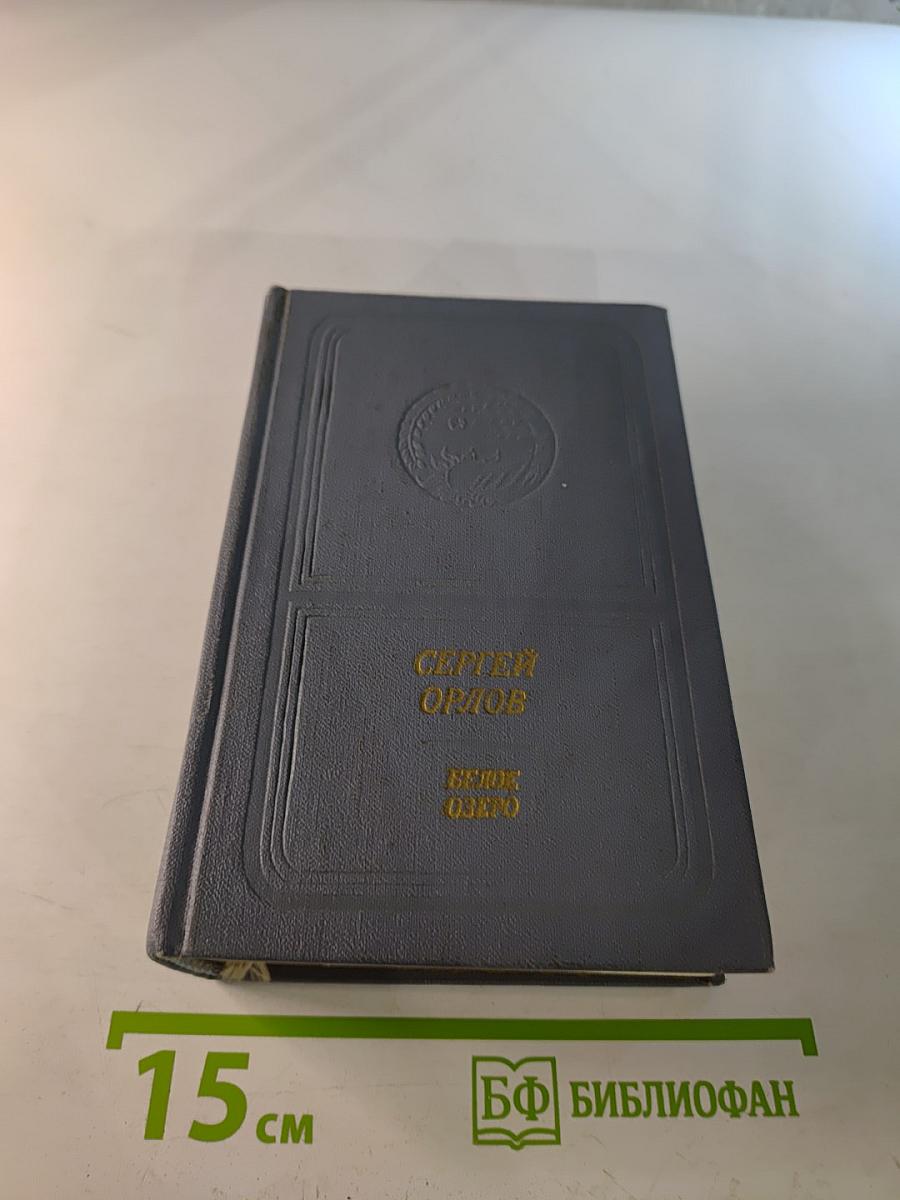 СЕРГЕЙ
ОРЛОВ
БЕЛОЕ
ОЗЕРО
15 см
БФ БИБЛИОФАН